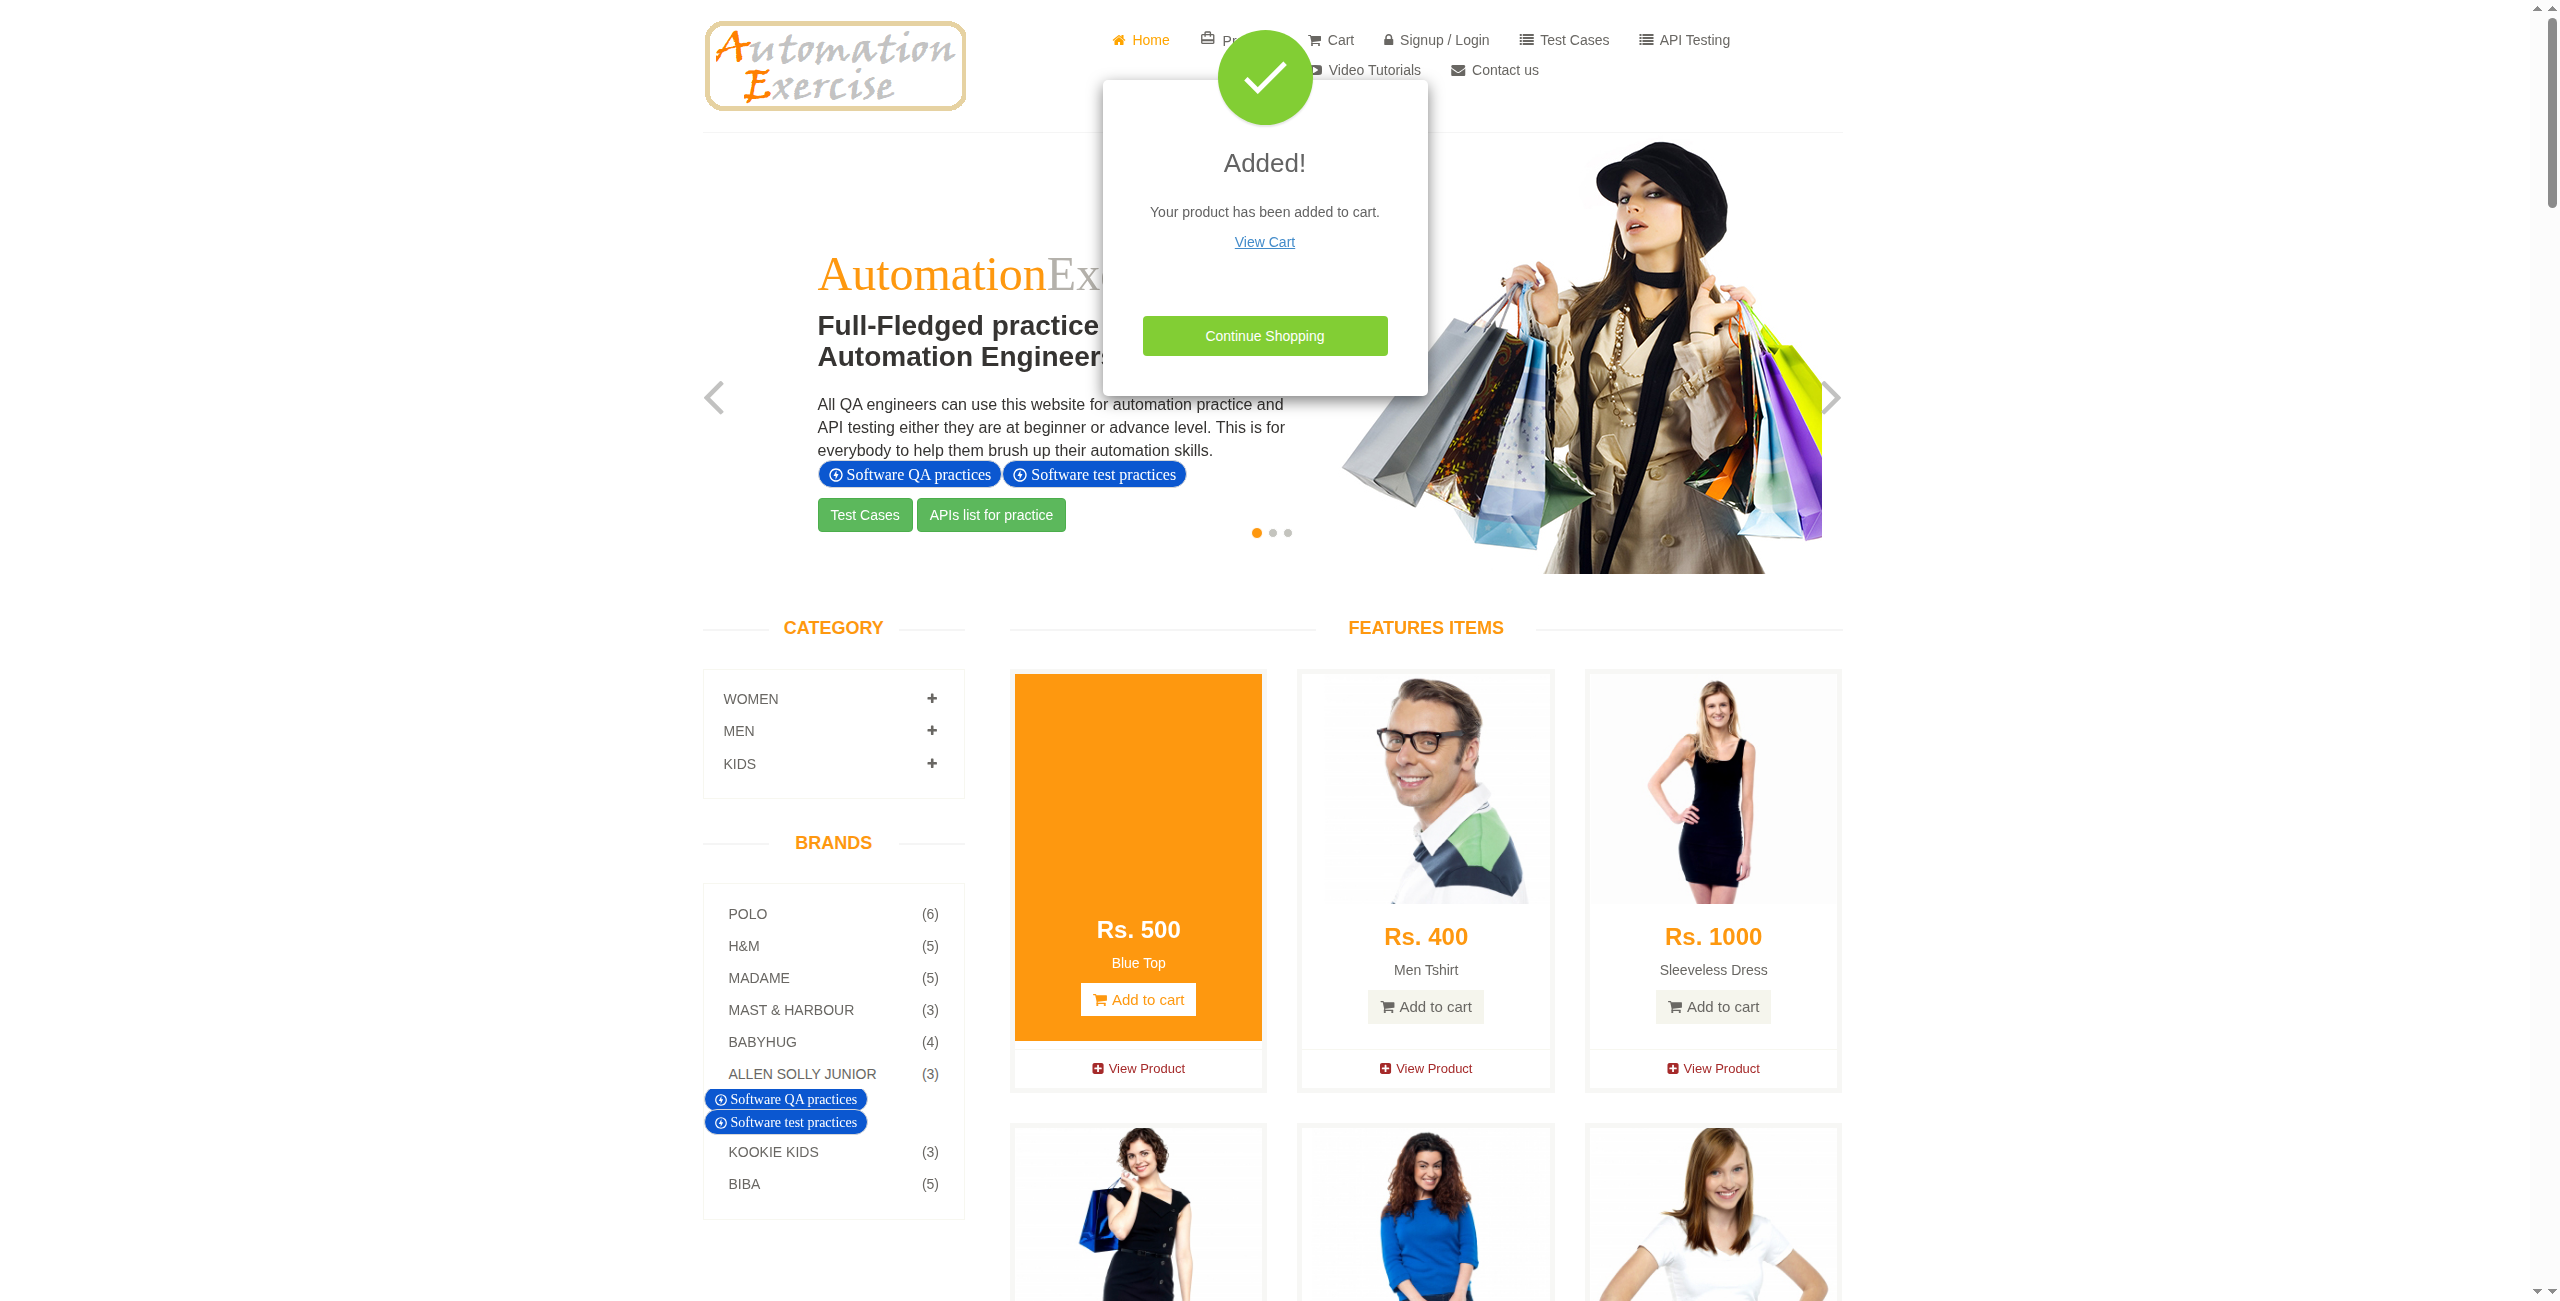 Automation
Exercise
Home
Cart
Signup / Login
Test Cases
API Testing
Video Tutorials
Contact us
Added!
Your product has been added to cart.
View Cart
Continue Shopping
Automation
Full-Fledged practice
Automation
All QA engineers can use this website for automation practice and
API testing either they are at beginner or advance level. This is for
everybody to help them brush up their automation skills.
Software QA practices Software test practices
Test Cases APIs list for practice
CATEGORY
WOMEN
MEN
KIDS
BRANDS
POLO (6)
H&M (5)
MADAME (5)
MAST & HARBOUR (3)
BABYHUG (4)
ALLEN SOLLY JUNIOR (3)
Software QA practices
Software test practices
KOOKIE KIDS (3)
BIBA (5)
FEATURES ITEMS
Rs. 500
Blue Top
Add to cart
View Product
Rs. 400
Men Tshirt
Add to cart
View Product
Rs. 1000
Sleeveless Dress
Add to cart
View Product